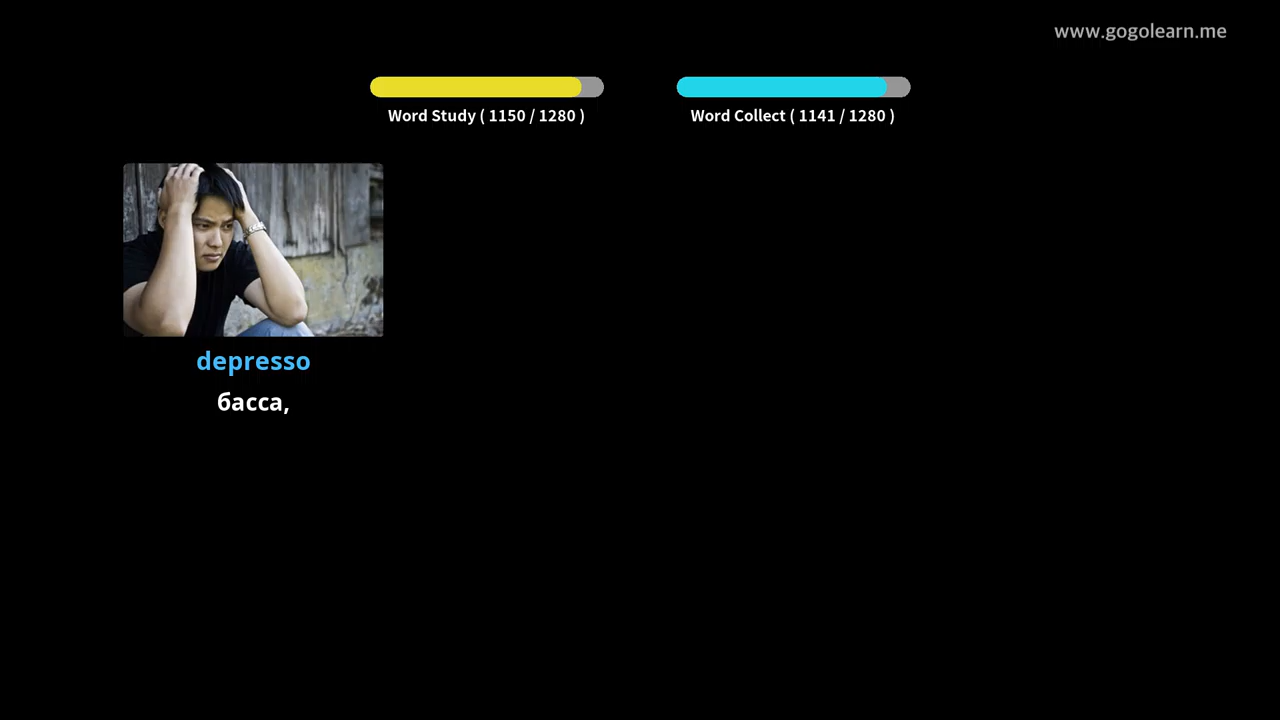 www.gogolearn.me
Word Study ( 1150 / 1280 )
Word Collect ( 1141 / 1280 )
depresso
басса,